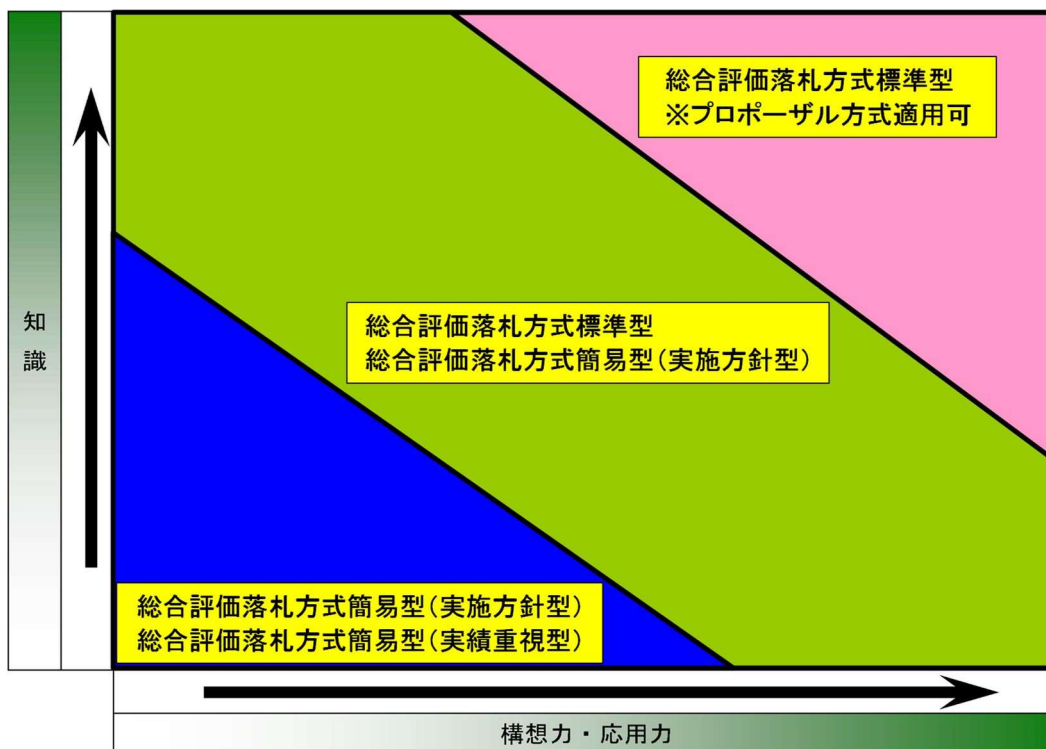 総合評価落札方式標準型
※プロポーザル方式適用可
知識
総合評価落札方式標準型
総合評価落札方式簡易型(実施方針型)
総合評価落札方式簡易型(実施方針型)
総合評価落札方式簡易型(実績重視型)
構想力・応用力